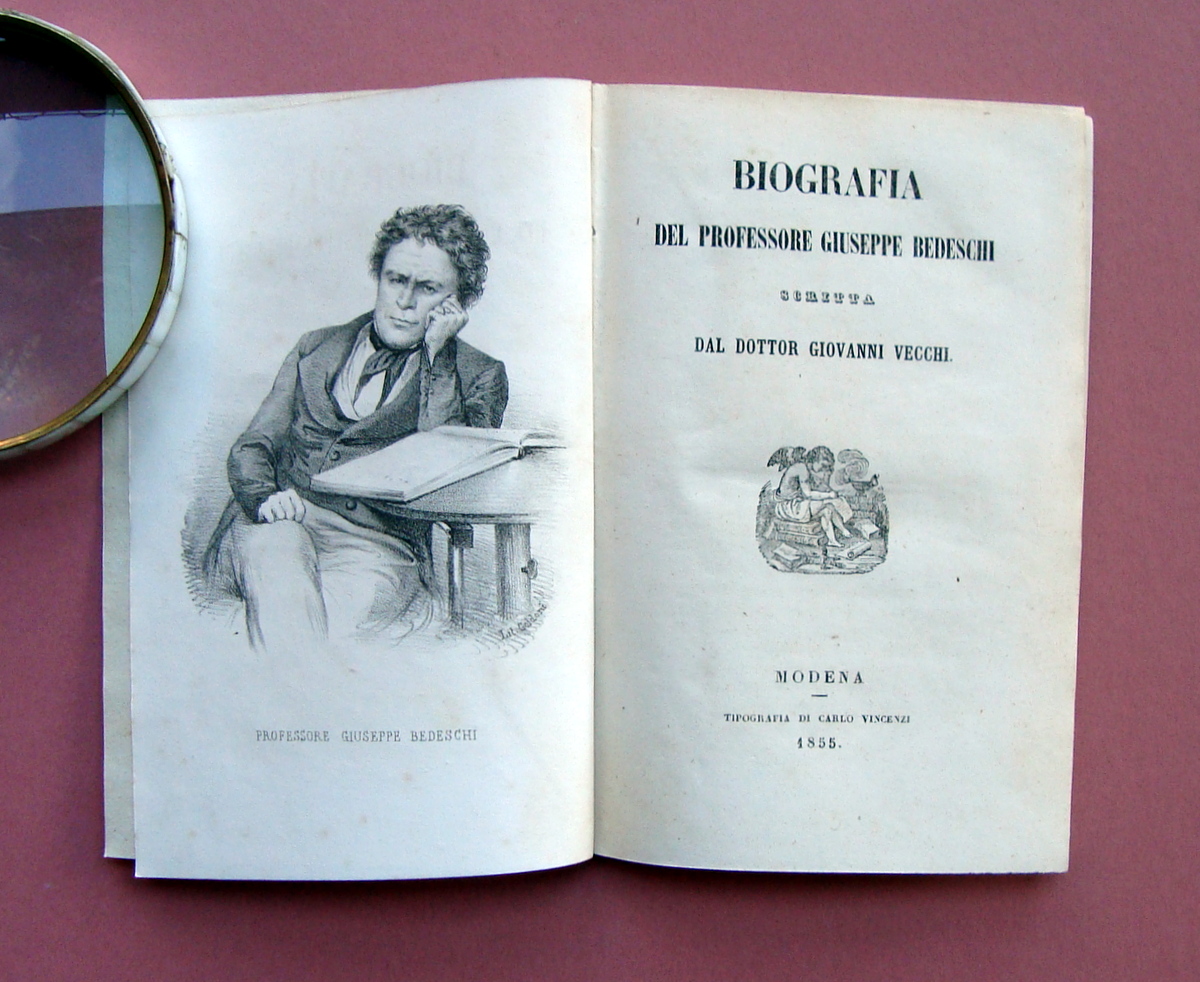 PROFESSORE GIUSEPPE BEDESCHI
BIOGRAFIA
DEL PROFESSORE GIUSEPPE BEDESCHI
SCRITTA
DAL DOTTOR GIOVANNI VECCHI.
MODENA
TIPOGRAFIA DI CARLO VINCENZI
1855.